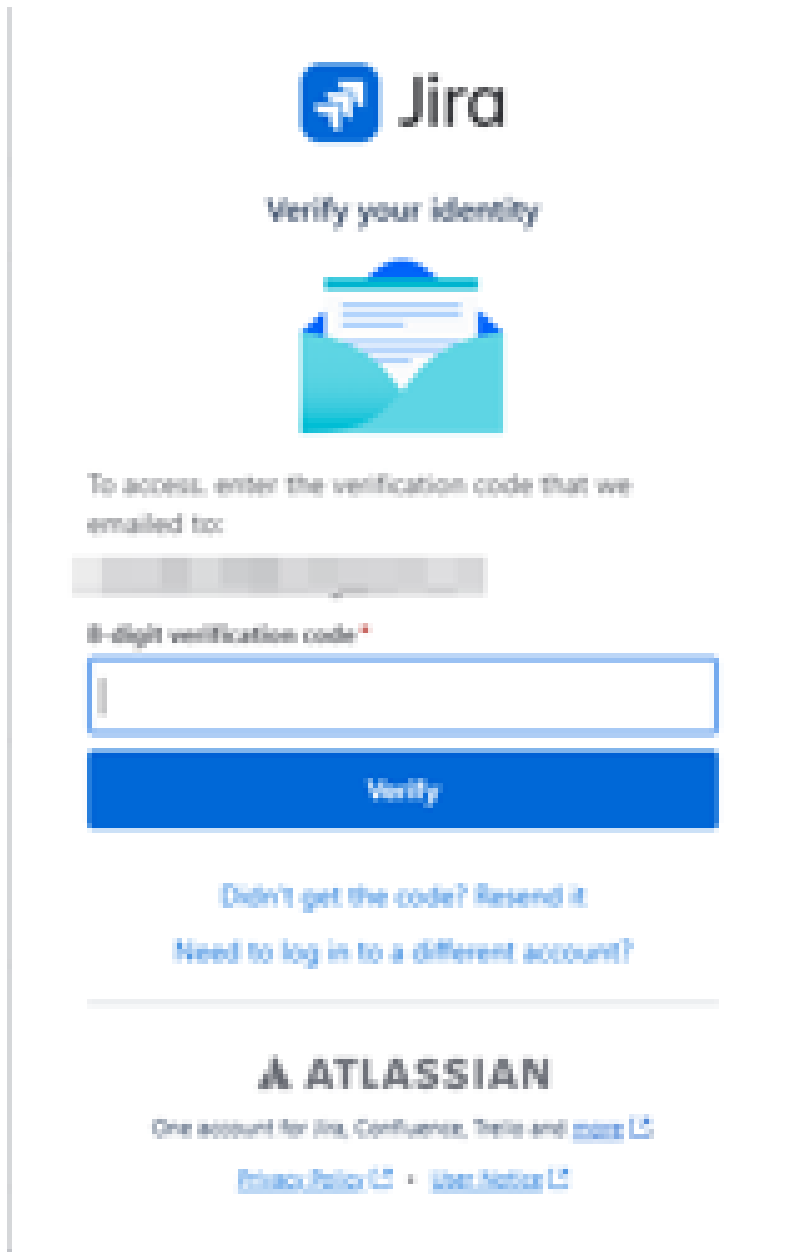 Jira
Verify your identity
To access, enter the verification code that we
emailed to:
8-digit verification code*
Verify
Didn't get the code? Resend it
Need to log in to a different account?
ATLASSIAN
One account for Jira, Confluence, Trello and more
Privacy Policy • User Notice